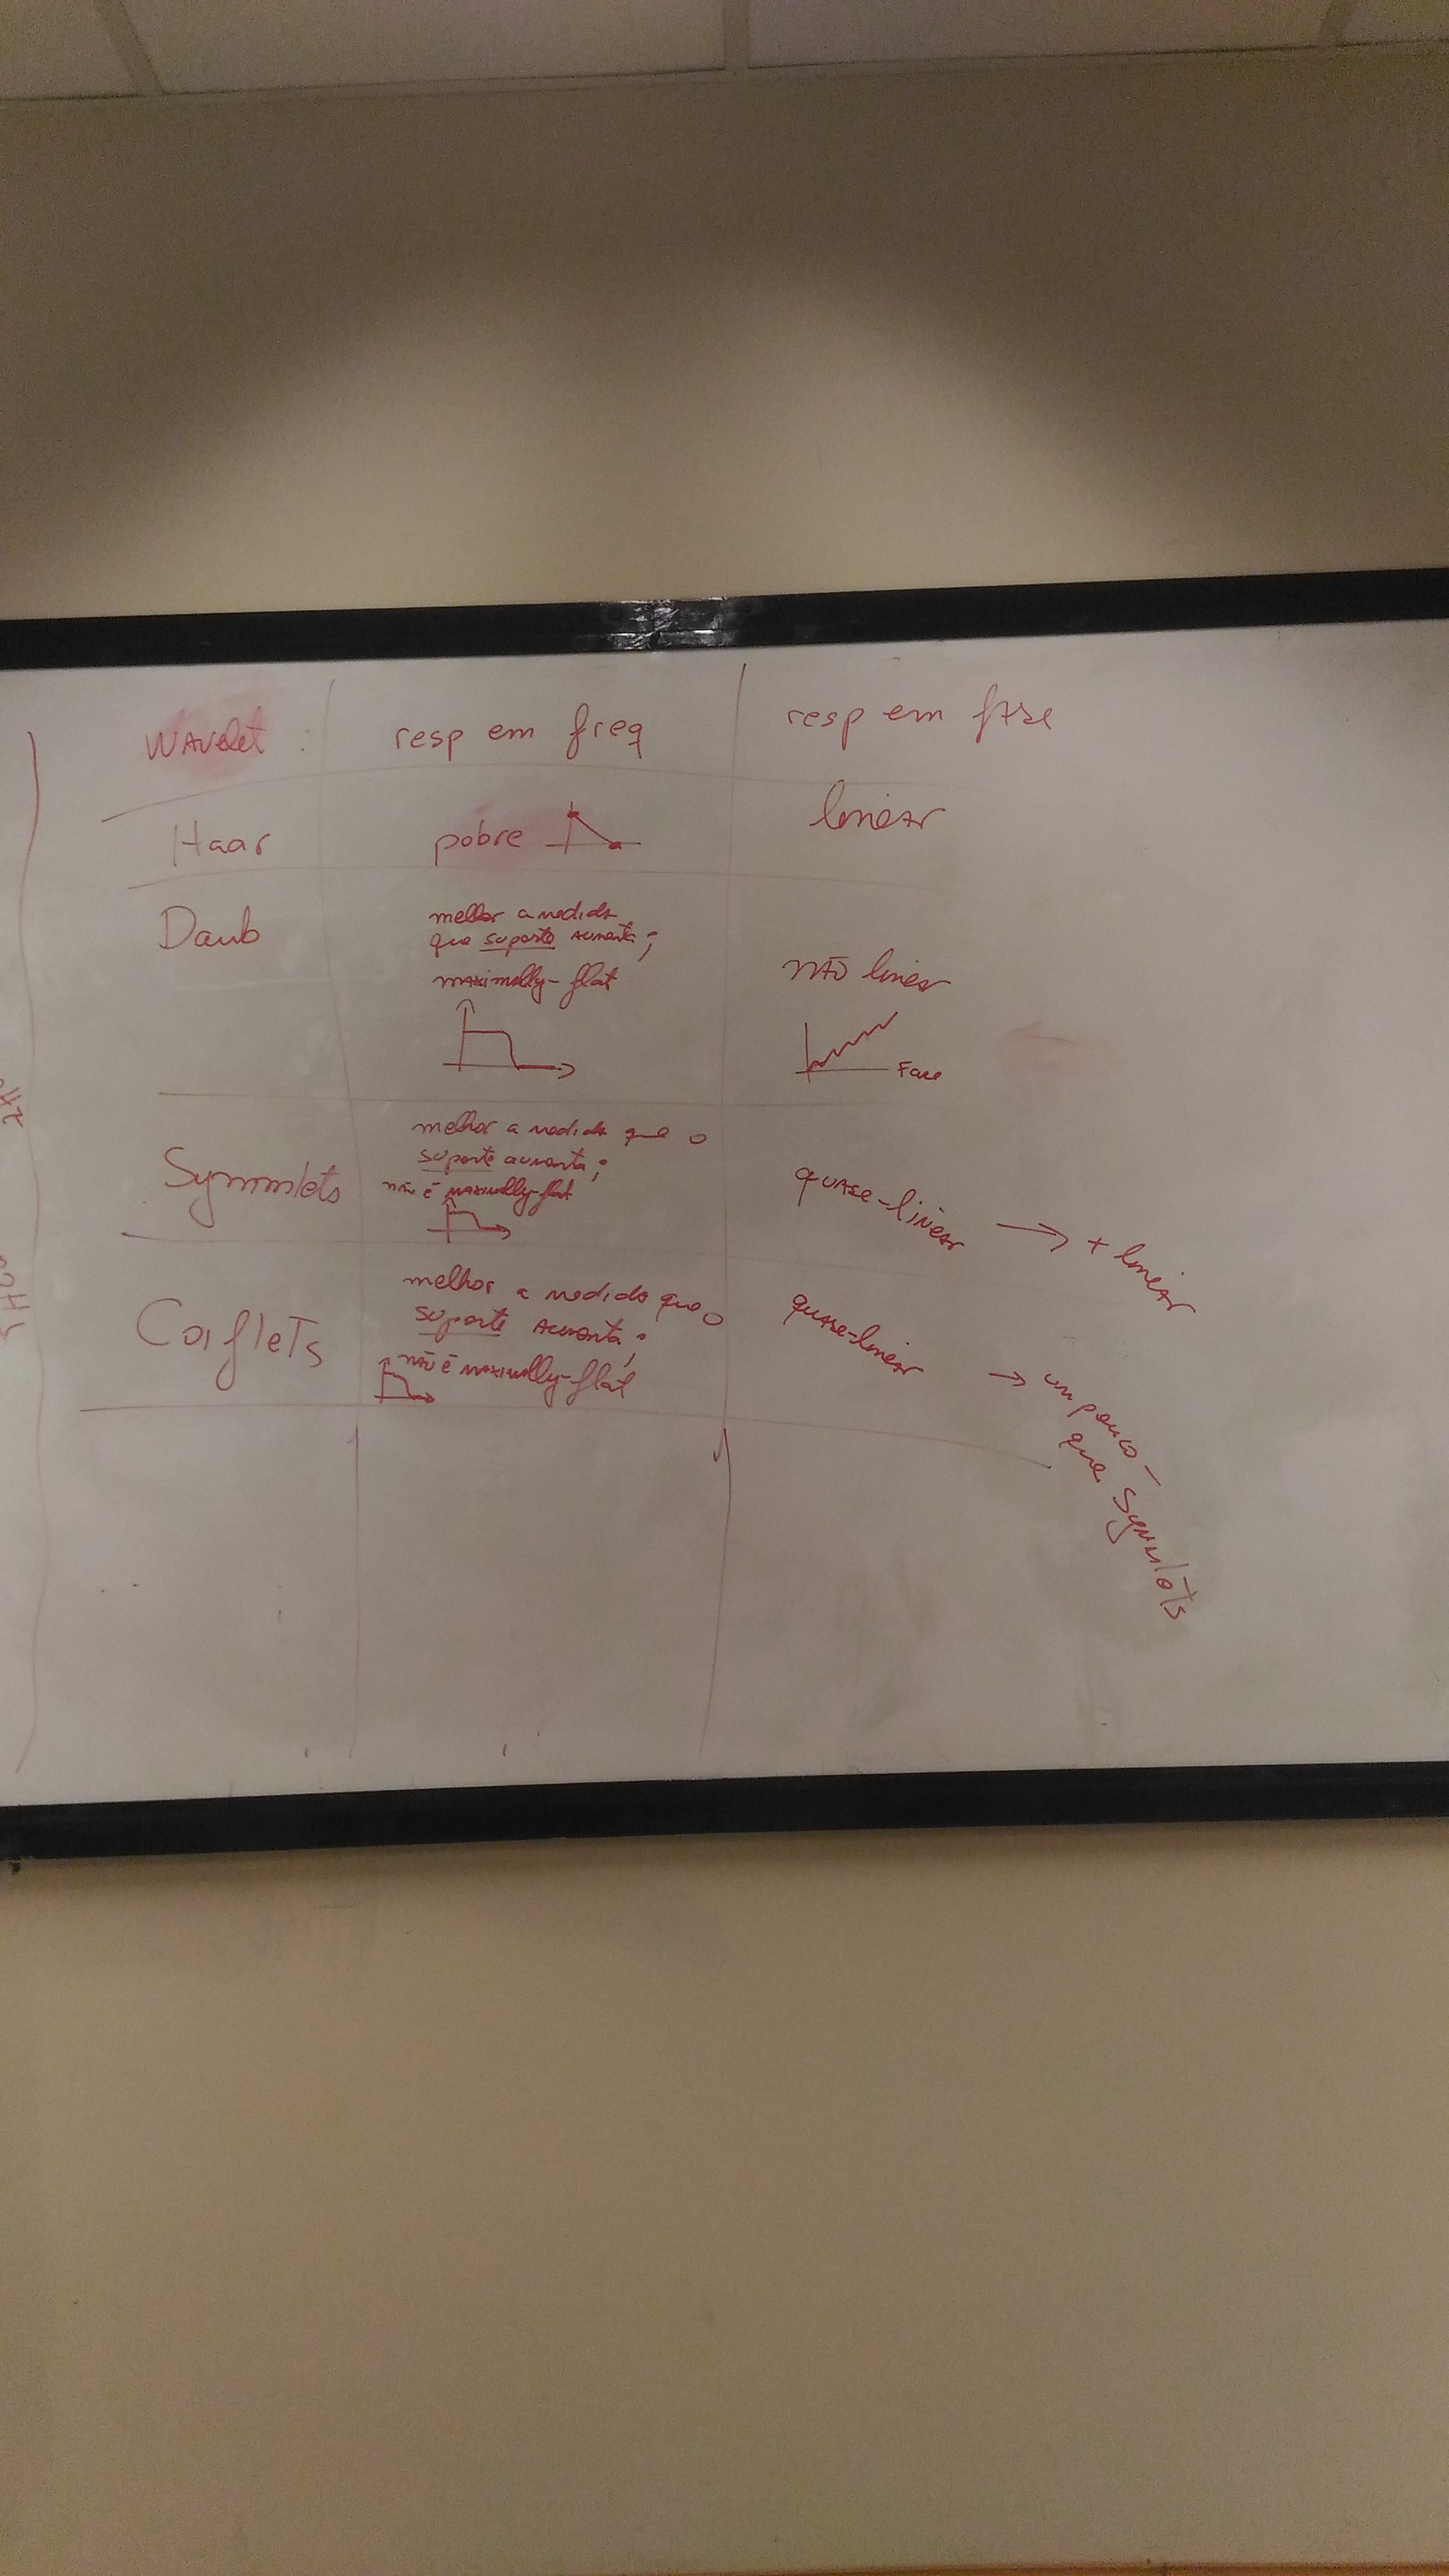 Wavelet : resp em freq resp em fase
Haar pobre linear
Daub
melhor a medida
que suporte aumenta;
maximally-flat
não linear
Fase
Symmlets
melhor a medida que o
suporte aumenta;
não é maximally-flat
quase-linear → + linear
Coiflets
melhor a medida que o
suporte aumenta;
não é maximally-flat
quase-linear → um pouco -
que Symmlets